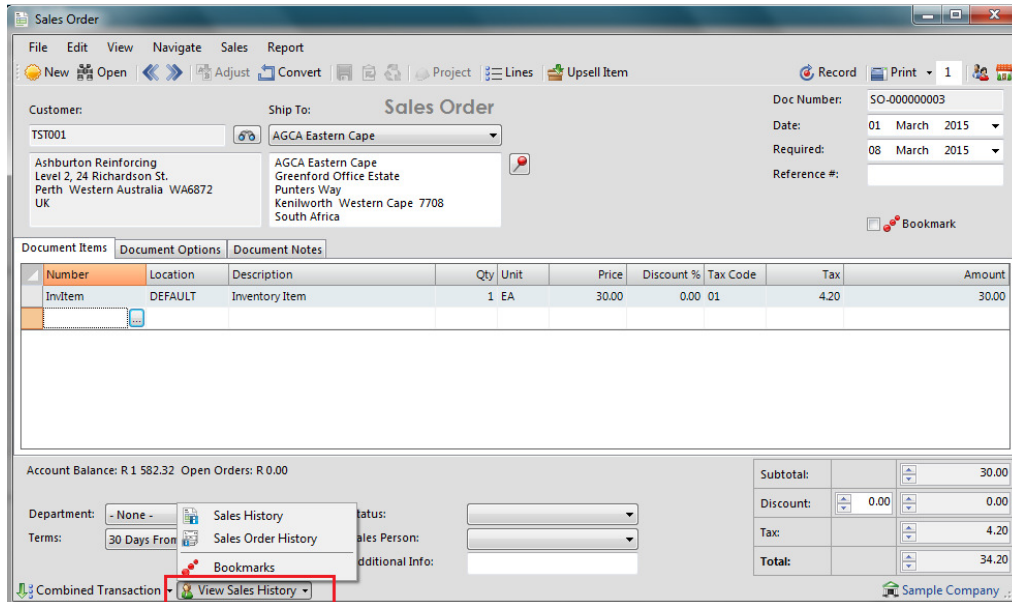 Sales Order
File Edit View Navigate Sales Report
New Open Adjust Convert Project Lines Upsell Item Record Print 1
Customer: Ship To: Sales Order Doc Number: SO-000000003
TST001 AGCA Eastern Cape Date: 01 March 2015
Required: 08 March 2015
Reference #:
Ashburton Reinforcing
Level 2, 24 Richardson St.
Perth Western Australia WA6872
UK
AGCA Eastern Cape
Greenford Office Estate
Punters Way
Kenilworth Western Cape 7708
South Africa
Bookmark
Document Items Document Options Document Notes
Number Location Description Qty Unit Price Discount % Tax Code Tax Amount
InvItem DEFAULT Inventory Item 1 EA 30.00 0.00 01 4.20 30.00
...
Account Balance: R 1 582.32 Open Orders: R 0.00
Subtotal: 30.00
Discount: 0.00 0.00
Tax: 4.20
Total: 34.20
Department: - None - tatus:
Terms: 30 Days From ales Person:
dditional Info:
Sales History
Sales Order History
Bookmarks
Combined Transaction View Sales History Sample Company